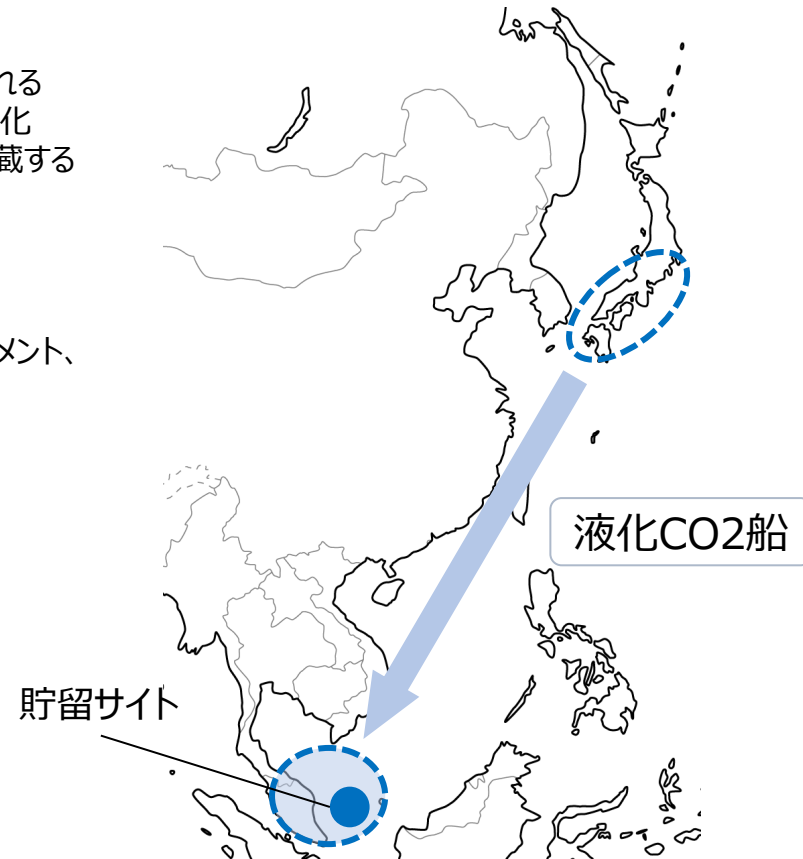 れる
化
蔵する
メント、
液化CO2船
貯留サイト